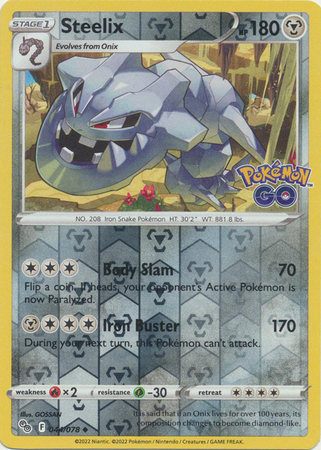 STAGE 1
Steelix
HP 180
Evolves from Onix
Pokémon
GO
NO. 208 Iron Snake Pokémon HT: 30'2" WT: 881.8 lbs.
Body Slam 70
Flip a coin. If heads, your opponent's Active Pokémon is
now Paralyzed.
Iron Buster 170
During your next turn, this Pokémon can't attack.
weakness ×2 resistance -30 retreat
Illus. GOSSAN
F 044/078
It is said that if an Onix lives for over 100 years, its
composition changes to become diamond-like.
©2022 Niantic. ©2022 Pokémon / Nintendo / Creatures / GAME FREAK.